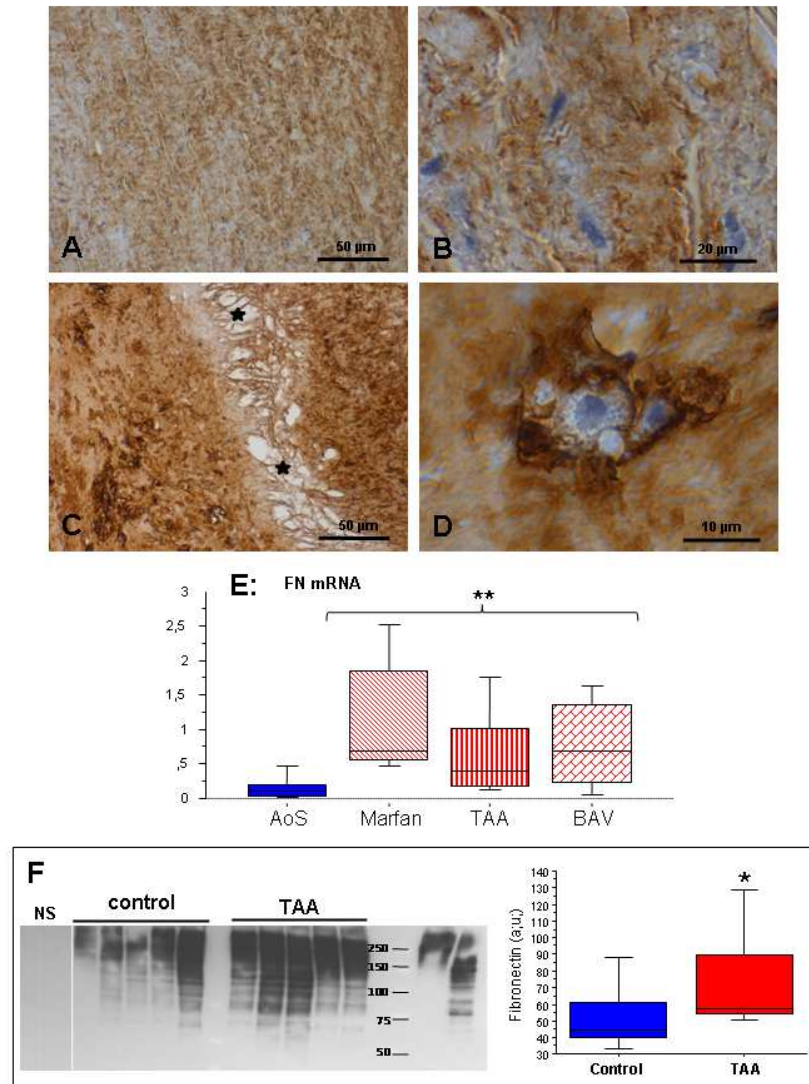 A
50 µm
B
20 µm
C
50 µm
D
10 µm
E: FN mRNA
**
3
2,5
2
1,5
1
,5
0
AoS Marfan TAA BAV
F
NS
control
TAA
250
150
100
75
50
*
Fibronectin (a;u;)
140
130
120
110
100
90
80
70
60
50
40
30
Control TAA